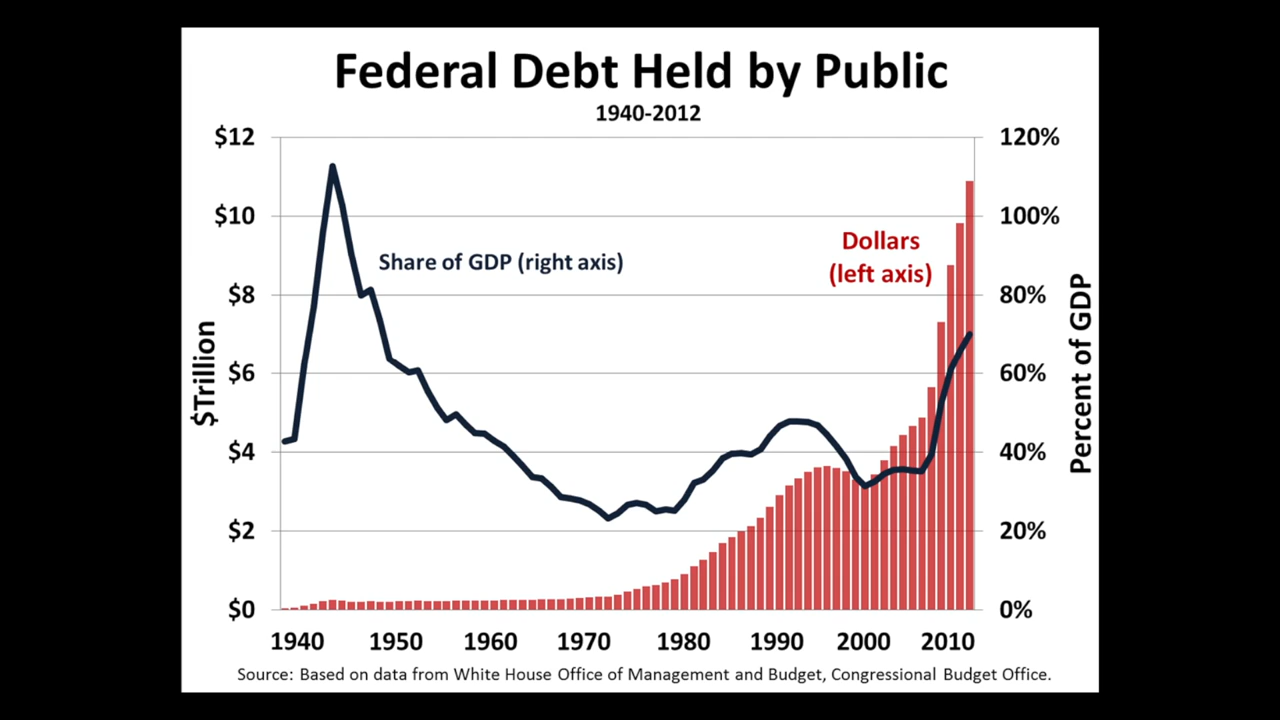 Federal Debt Held by Public
1940-2012
$12
$10
$8
$6
$4
$2
$0
$Trillion
Share of GDP (right axis)
Dollars
(left axis)
120%
100%
80%
60%
40%
20%
0%
Percent of GDP
1940 1950 1960 1970 1980 1990 2000 2010
Source: Based on data from White House Office of Management and Budget, Congressional Budget Office.